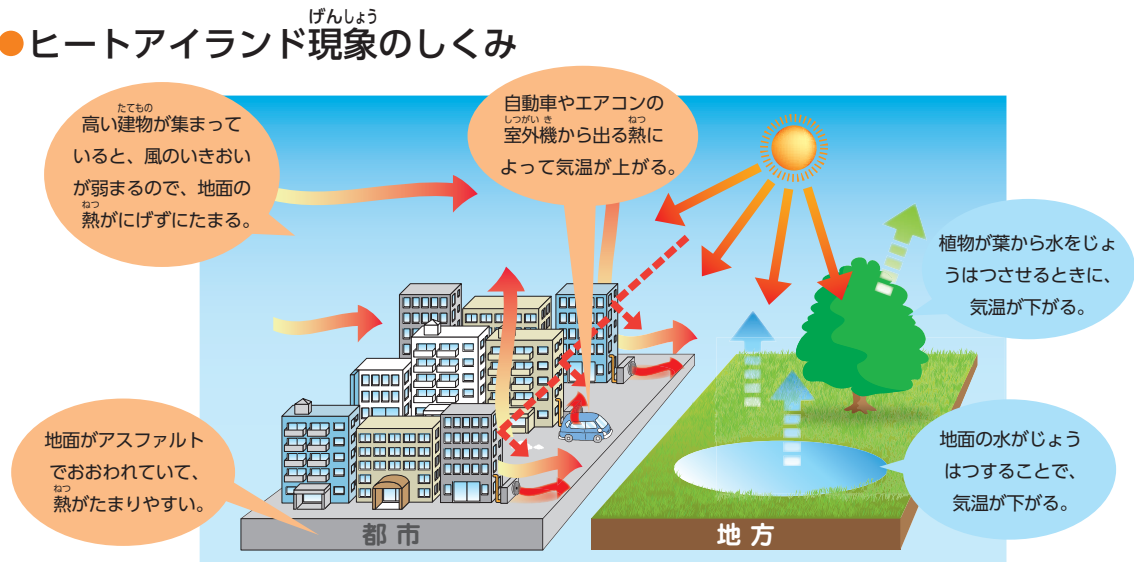 げんしょう
●ヒートアイランド現象のしくみ
たてもの
高い建物が集まって
いると、風のいきおい
が弱まるので、地面の
ねつ
熱がにげずにたまる。
自動車やエアコンの
しつがいき ねつ
室外機から出る熱に
よって気温が上がる。
植物が葉から水をじょ
うはつさせるときに、
気温が下がる。
地面がアスファルト
でおおわれていて、
ねつ
熱がたまりやすい。
地面の水がじょう
はつすることで、
気温が下がる。
都市
地方